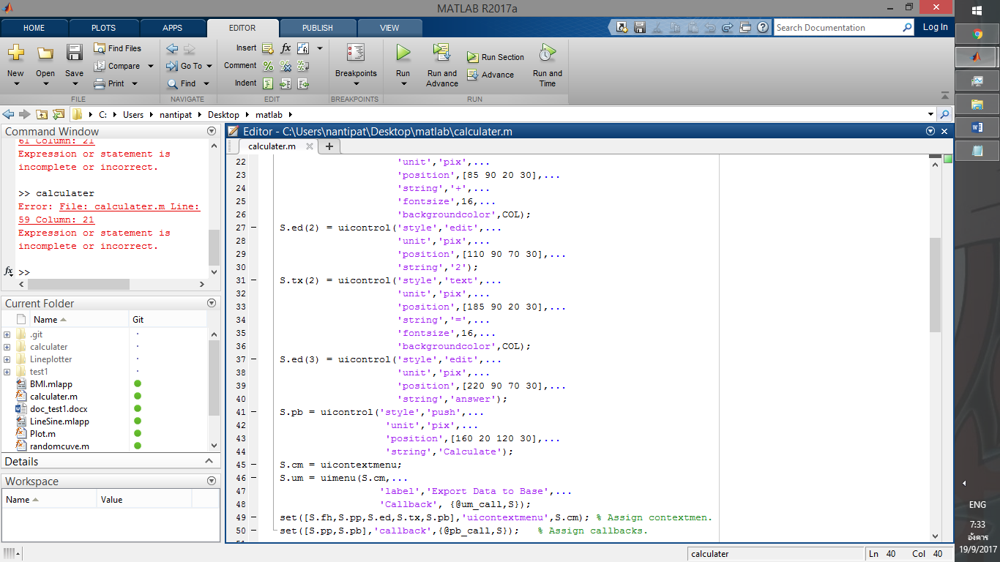 MATLAB R2017a
HOME PLOTS APPS EDITOR PUBLISH VIEW Search Documentation Log In
New Open Save Find Files Compare Print
FILE
Go To Find
NAVIGATE
Insert fx
Comment
Indent
EDIT
Breakpoints
BREAKPOINTS
Run Run and Advance Run Section Advance Run and Time
RUN
C: Users nantipat Desktop matlab
Command Window
61 Column: 21
Expression or statement is
incomplete or incorrect.
>> calculater
Error: File: calculater.m Line:
59 Column: 21
Expression or statement is
incomplete or incorrect.
fx >>
Current Folder
Name Git
.git
calculater
Lineplotter
test1
BMI.mlapp
calculater.m
doc_test1.docx
LineSine.mlapp
Plot.m
randomcuve.m
Details
Workspace
Name Value
Editor - C:\Users\nantipat\Desktop\matlab\calculater.m
calculater.m
22 'unit','pix',...
23 'position',[85 90 20 30],...
24 'string','+',...
25 'fontsize',16,...
26 'backgroundcolor',COL);
27 S.ed(2) = uicontrol('style','edit',...
28 'unit','pix',...
29 'position',[110 90 70 30],...
30 'string','2');
31 S.tx(2) = uicontrol('style','text',...
32 'unit','pix',...
33 'position',[185 90 20 30],...
34 'string','=',...
35 'fontsize',16,...
36 'backgroundcolor',COL);
37 S.ed(3) = uicontrol('style','edit',...
38 'unit','pix',...
39 'position',[220 90 70 30],...
40 'string','answer');
41 S.pb = uicontrol('style','push',...
42 'unit','pix',...
43 'position',[160 20 120 30],...
44 'string','Calculate');
45 S.cm = uicontextmenu;
46 S.um = uimenu(S.cm,...
47 'label','Export Data to Base',...
48 'Callback', {@um_call,S});
49 set([S.fh,S.pp,S.ed,S.tx,S.pb],'uicontextmenu',S.cm); % Assign contextmen.
50 set([S.pp,S.pb],'callback',{@pb_call,S}); % Assign callbacks.
calculater Ln 40 Col 40
ENG
7:33
อังคาร
19/9/2017